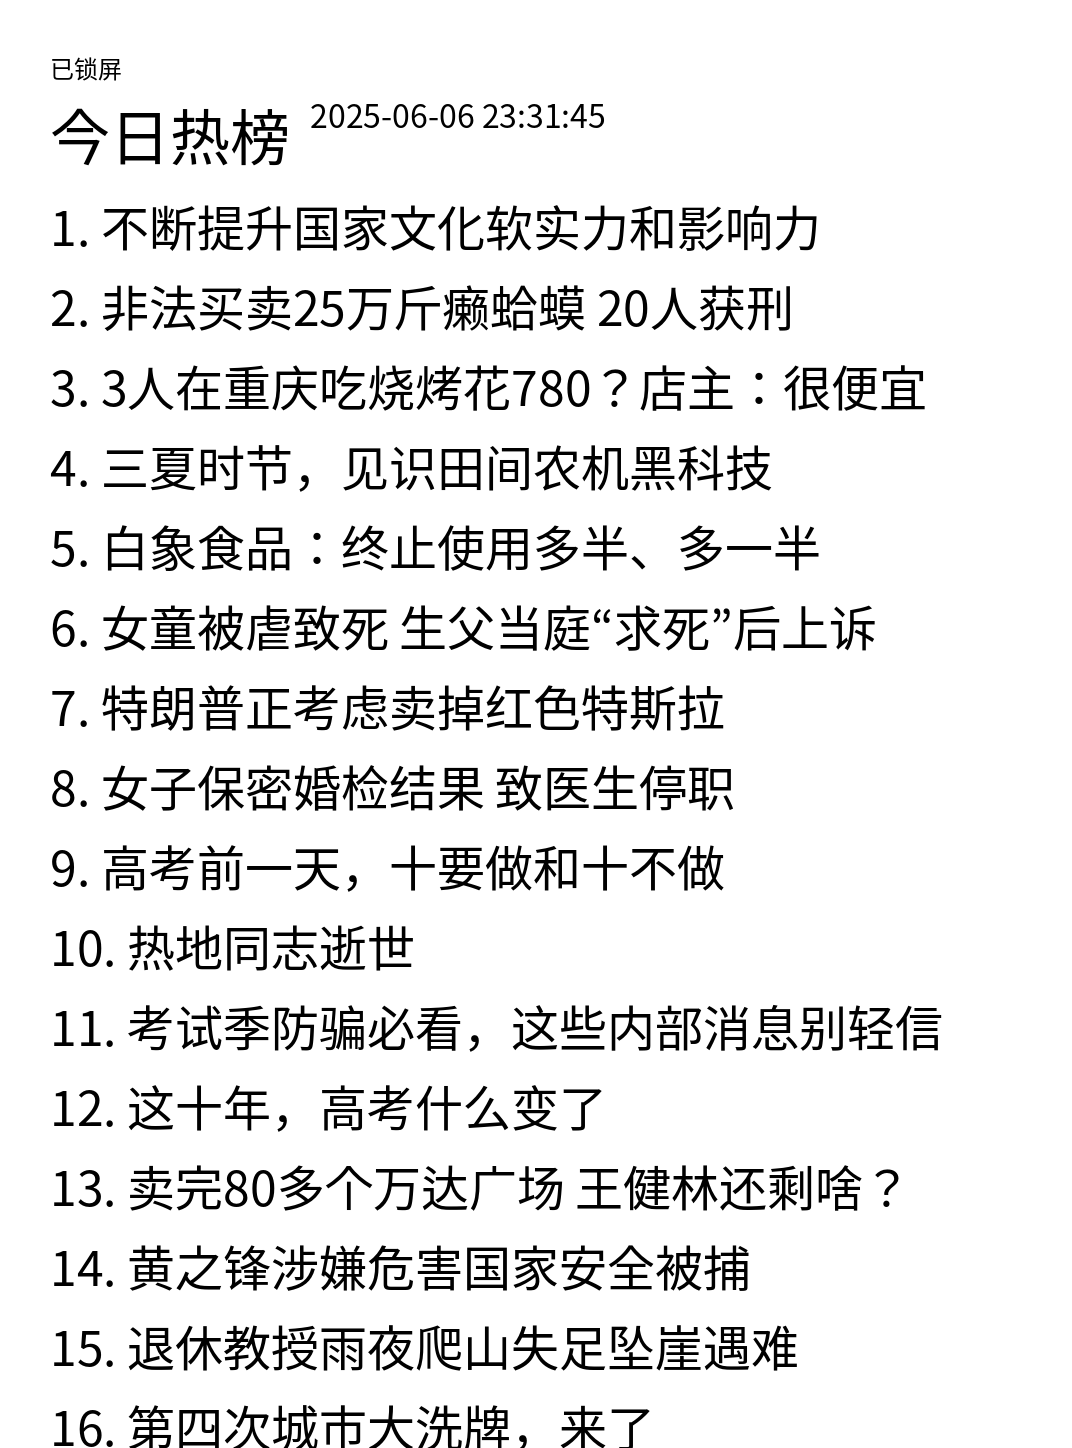 已锁屏
今日热榜 2025-06-06 23:31:45
1. 不断提升国家文化软实力和影响力
2. 非法买卖25万斤癞蛤蟆 20人获刑
3. 3人在重庆吃烧烤花780？店主：很便宜
4. 三夏时节，见识田间农机黑科技
5. 白象食品：终止使用多半、多一半
6. 女童被虐致死 生父当庭“求死”后上诉
7. 特朗普正考虑卖掉红色特斯拉
8. 女子保密婚检结果 致医生停职
9. 高考前一天，十要做和十不做
10. 热地同志逝世
11. 考试季防骗必看，这些内部消息别轻信
12. 这十年，高考什么变了
13. 卖完80多个万达广场 王健林还剩啥？
14. 黄之锋涉嫌危害国家安全被捕
15. 退休教授雨夜爬山失足坠崖遇难
16. 第四次城市大洗牌，来了